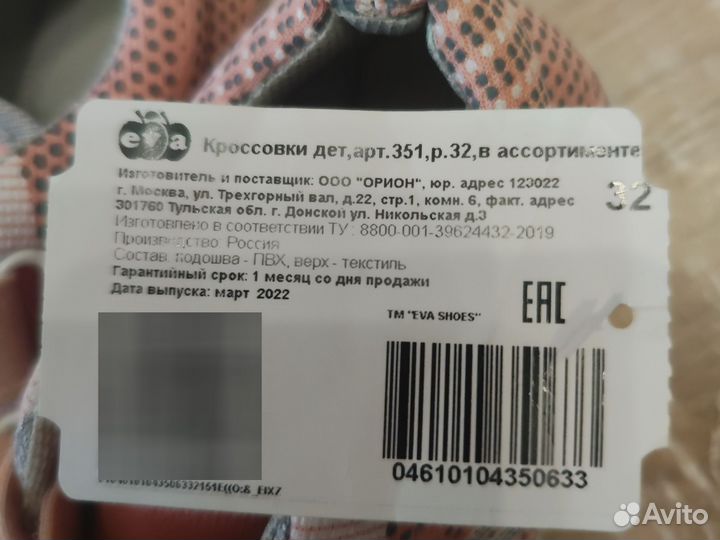 eva Кроссовки дет,арт.351,р.32,в ассортименте
Изготовитель и поставщик: ООО "ОРИОН", юр. адрес 123022
г. Москва, ул. Трехгорный вал, д.22, стр.1, комн. 6, факт. адрес
301760 Тульская обл. г. Донской ул. Никольская д.3
32
Изготовлено в соответствии ТУ: 8800-001-39624432-2019
Производство: Россия
Состав: подошва - ПВХ, верх - текстиль
Гарантийный срок: 1 месяц со дня продажи
Дата выпуска: март 2022
EAC
ТМ "EVA SHOES"
04610104350633
Avito